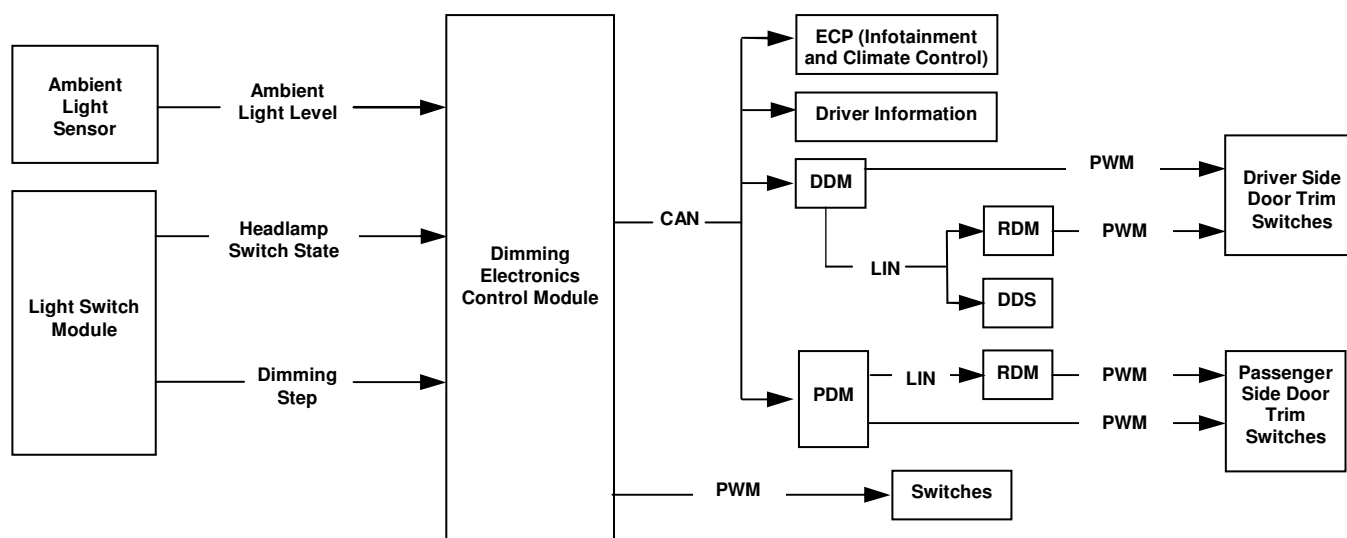 Ambient
Light
Sensor
Ambient
Light Level
Light Switch
Module
Headlamp
Switch State
Dimming
Step
Dimming
Electronics
Control Module
CAN
PWM
Switches
ECP (Infotainment
and Climate Control)
Driver Information
DDM
PWM
LIN
RDM
PWM
DDS
Driver Side
Door Trim
Switches
PDM
LIN
RDM
PWM
PWM
Passenger
Side Door
Trim
Switches